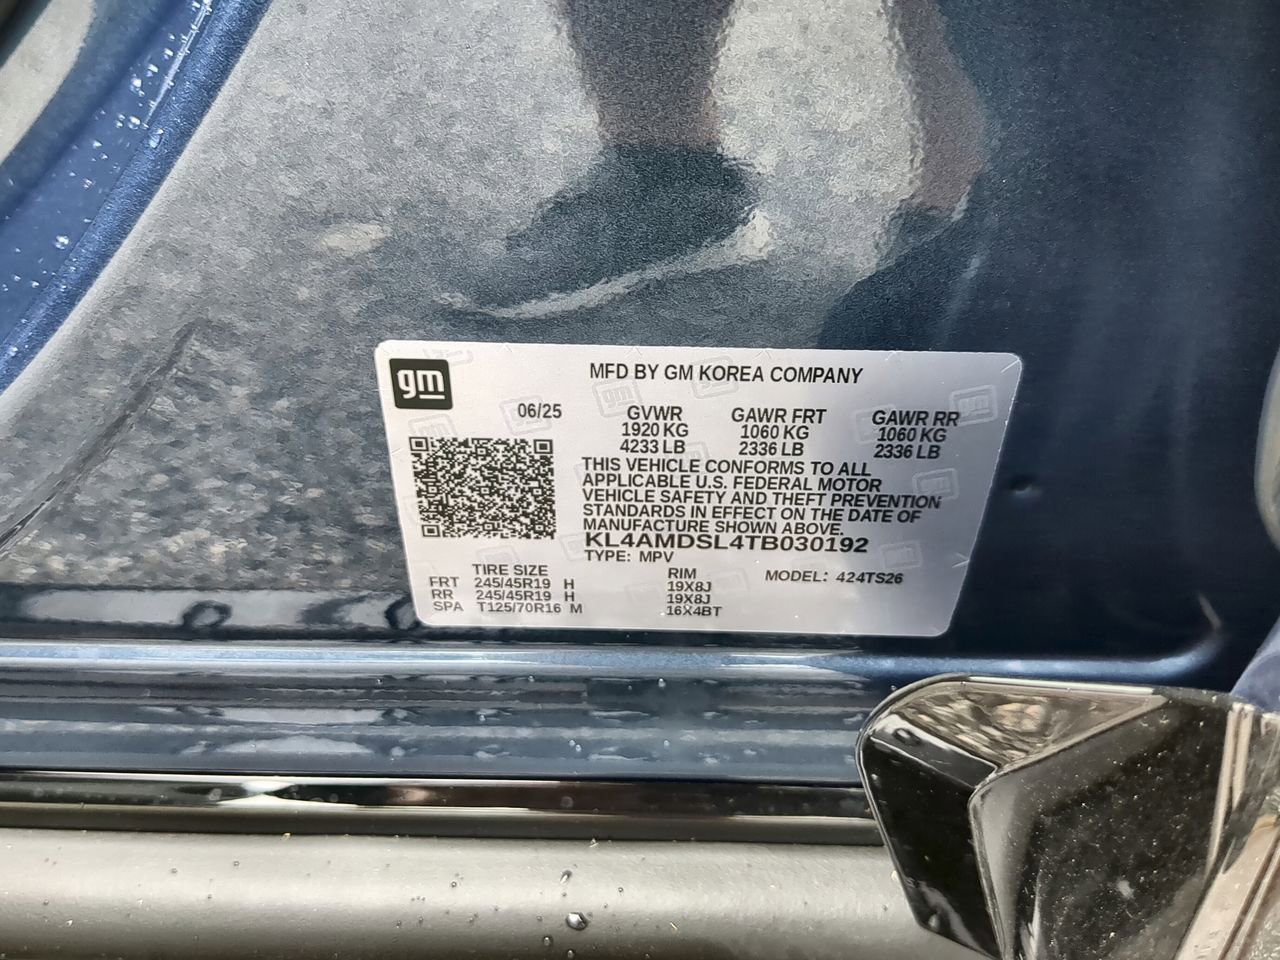 gm
MFD BY GM KOREA COMPANY
06/25 GVWR GAWR FRT GAWR RR
1920 KG 1060 KG 1060 KG
4233 LB 2336 LB 2336 LB
THIS VEHICLE CONFORMS TO ALL
APPLICABLE U.S. FEDERAL MOTOR
VEHICLE SAFETY AND THEFT PREVENTION
STANDARDS IN EFFECT ON THE DATE OF
MANUFACTURE SHOWN ABOVE.
KL4AMDSL4TB030192
TYPE: MPV
TIRE SIZE RIM MODEL: 424TS26
FRT 245/45R19 H 19X8J
RR 245/45R19 H 19X8J
SPA T125/70R16 M 16X4BT